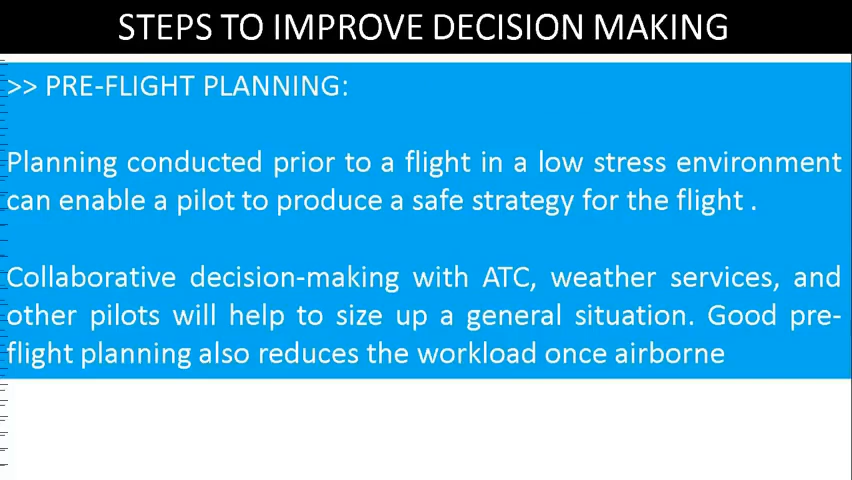 STEPS TO IMPROVE DECISION MAKING
>> PRE-FLIGHT PLANNING:
Planning conducted prior to a flight in a low stress environment
can enable a pilot to produce a safe strategy for the flight .
Collaborative decision-making with ATC, weather services, and
other pilots will help to size up a general situation. Good pre-
flight planning also reduces the workload once airborne